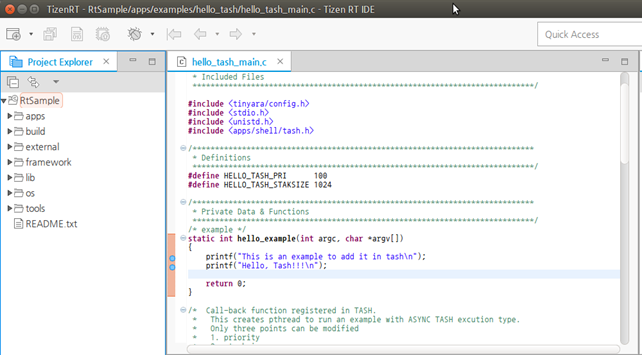 TizenRT - RtSample/apps/examples/hello_tash/hello_tash_main.c - Tizen RT IDE
Quick Access
Project Explorer
RtSample
apps
build
external
framework
lib
os
tools
README.txt
hello_tash_main.c
* Included Files
****************************************************************************/
#include <tinyara/config.h>
#include <stdio.h>
#include <unistd.h>
#include <apps/shell/tash.h>
/****************************************************************************
* Definitions
****************************************************************************/
#define HELLO_TASH_PRI 100
#define HELLO_TASH_STAKSIZE 1024
/****************************************************************************
* Private Data & Functions
****************************************************************************/
/* example */
static int hello_example(int argc, char *argv[])
{
printf("This is an example to add it in tash\n");
printf("Hello, Tash!!!\n");
return 0;
}
/* Call-back function registered in TASH.
* This creates pthread to run an example with ASYNC TASH excution type.
* Only three points can be modified
* 1. priority